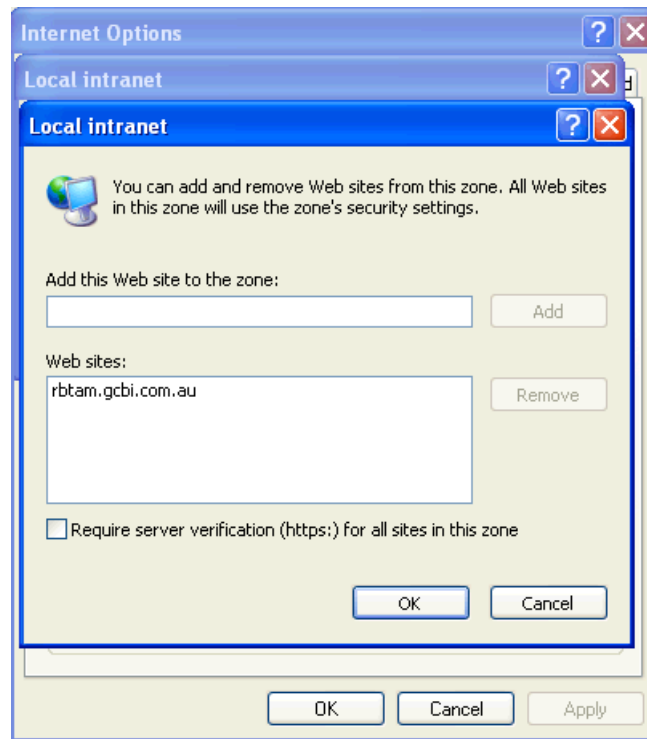 Internet Options
Local intranet
Local intranet
You can add and remove Web sites from this zone. All Web sites
in this zone will use the zone's security settings.
Add this Web site to the zone:
Add
Web sites:
rbtam.gcbi.com.au
Remove
Require server verification (https:) for all sites in this zone
OK
Cancel
OK
Cancel
Apply